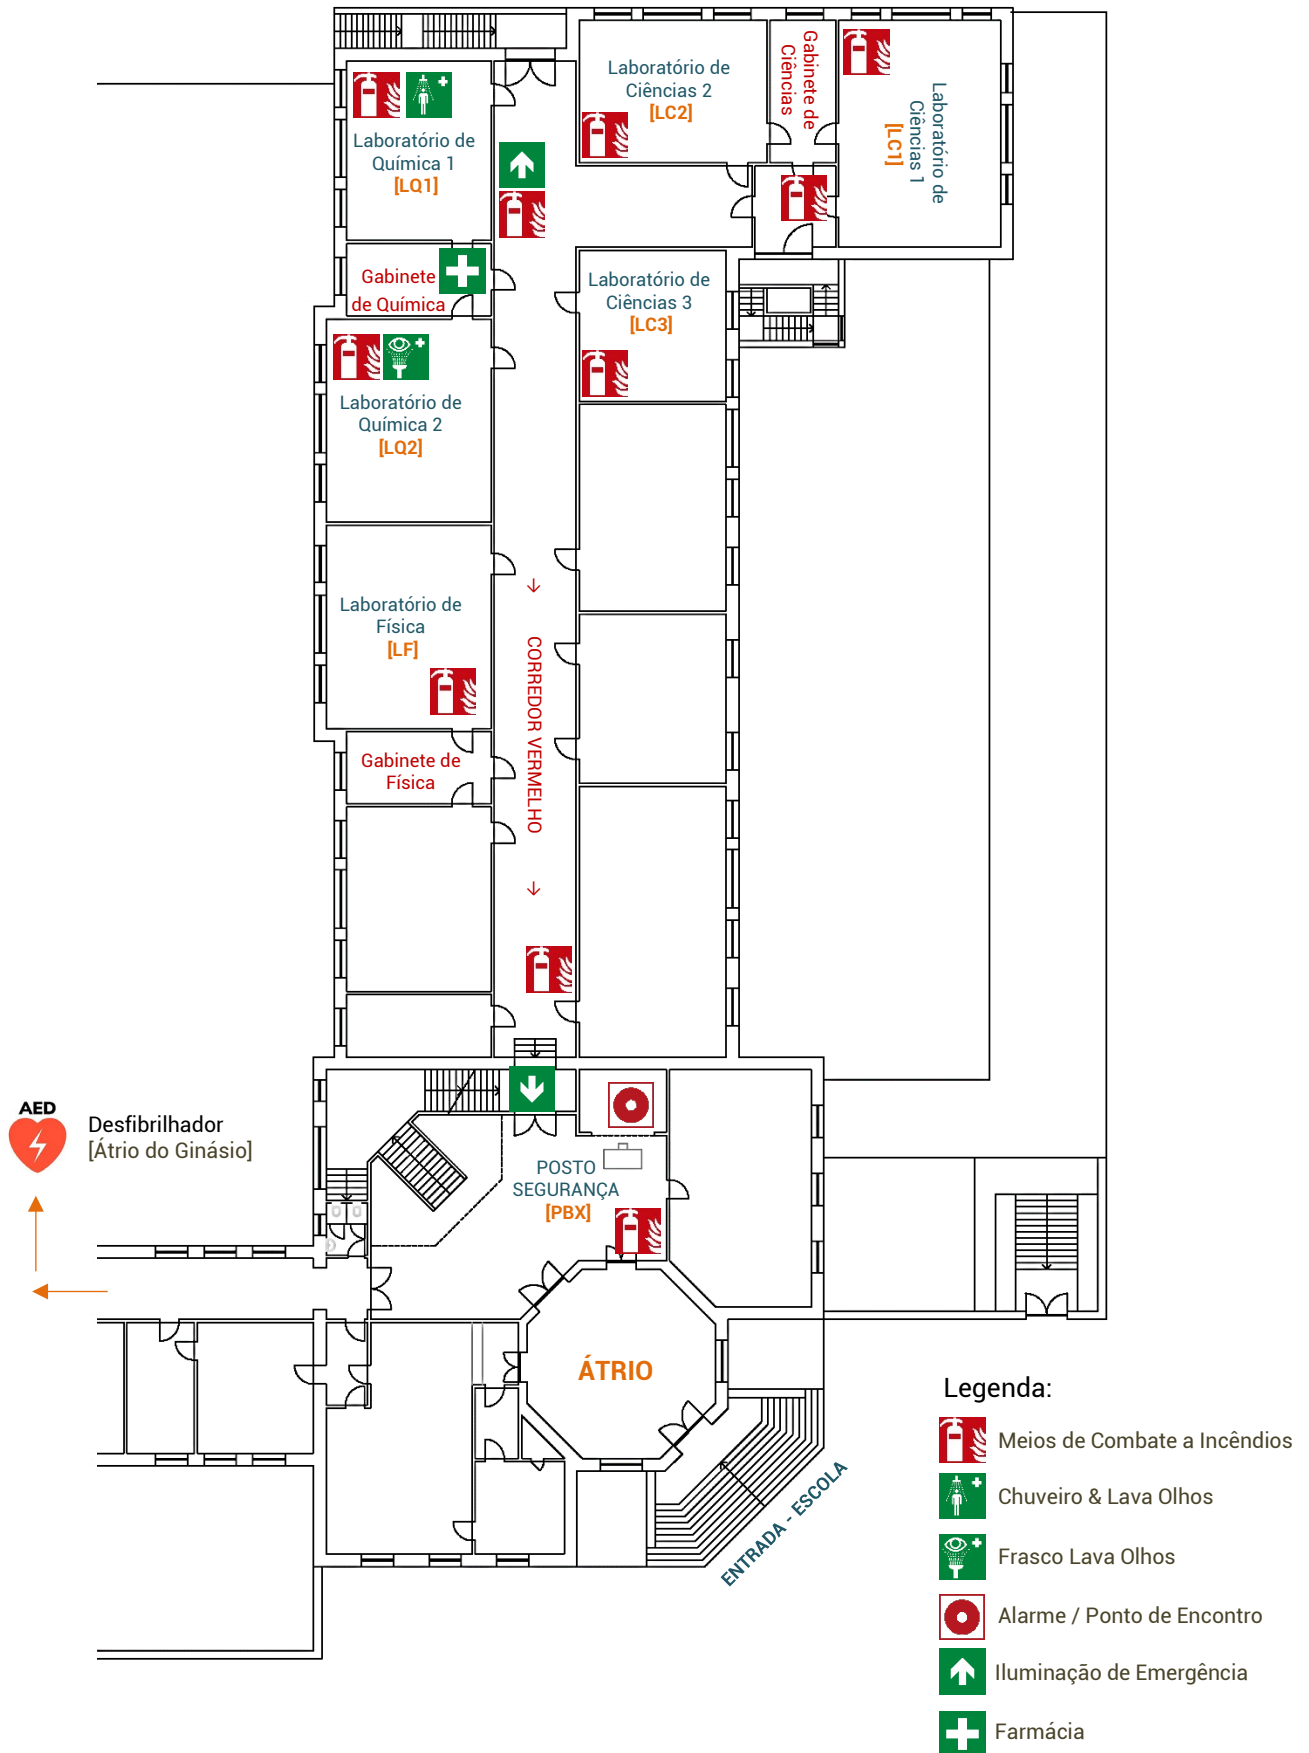 Laboratório de
Ciências 2
[LC2]
Gabinete de
Ciências
Laboratório de
Ciências 1
[LC1]
Laboratório de
Química 1
[LQ1]
Gabinete
de Química
Laboratório de
Ciências 3
[LC3]
Laboratório de
Química 2
[LQ2]
Laboratório de
Física
[LF]
CORREDOR VERMELHO
Gabinete de
Física
AED
Desfibrilhador
[Átrio do Ginásio]
POSTO
SEGURANÇA
[PBX]
ÁTRIO
ENTRADA - ESCOLA
Legenda:
Meios de Combate a Incêndios
Chuveiro & Lava Olhos
Frasco Lava Olhos
Alarme / Ponto de Encontro
Iluminação de Emergência
Farmácia